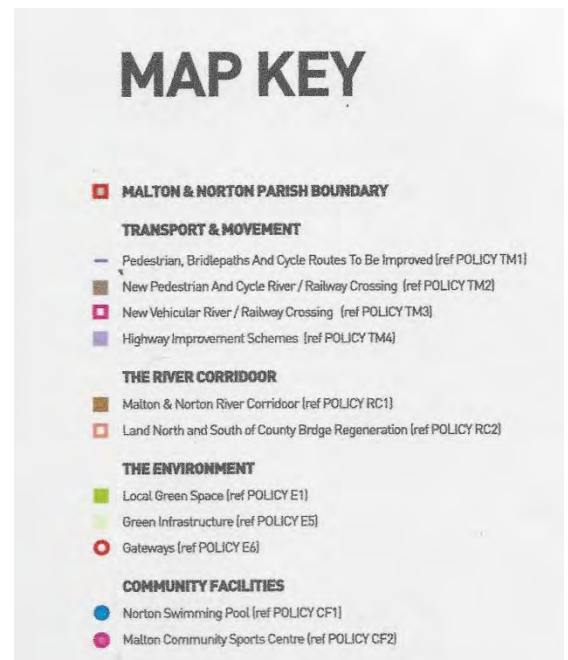 MAP KEY
MALTON & NORTON PARISH BOUNDARY
TRANSPORT & MOVEMENT
Pedestrian, Bridlepaths And Cycle Routes To Be Improved (ref POLICY TM1)
New Pedestrian And Cycle River / Railway Crossing (ref POLICY TM2)
New Vehicular River / Railway Crossing (ref POLICY TM3)
Highway Improvement Schemes (ref POLICY TM4)
THE RIVER CORRIDOOR
Malton & Norton River Corridoor (ref POLICY RC1)
Land North and South of County Brdge Regeneration (ref POLICY RC2)
THE ENVIRONMENT
Local Green Space (ref POLICY E1)
Green Infrastructure (ref POLICY E5)
Gateways (ref POLICY E6)
COMMUNITY FACILITIES
Norton Swimming Pool (ref POLICY CF1)
Malton Community Sports Centre (ref POLICY CF2)